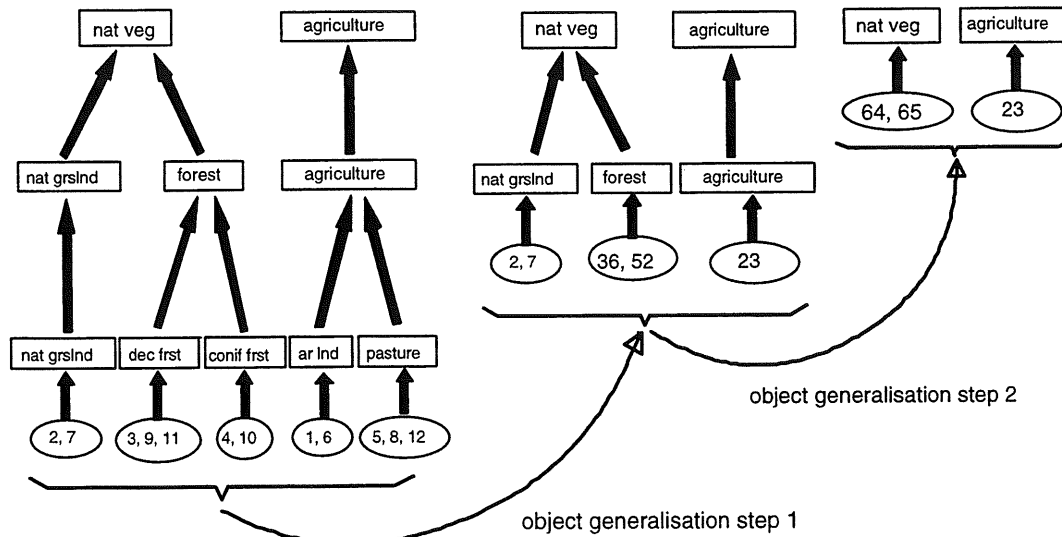 nat veg
agriculture
nat grslnd
forest
agriculture
nat grslnd
dec frst
conif frst
ar lnd
pasture
2, 7
3, 9, 11
4, 10
1, 6
5, 8, 12
object generalisation step 1
nat veg
agriculture
nat grslnd
forest
agriculture
2, 7
36, 52
23
object generalisation step 2
nat veg
agriculture
64, 65
23